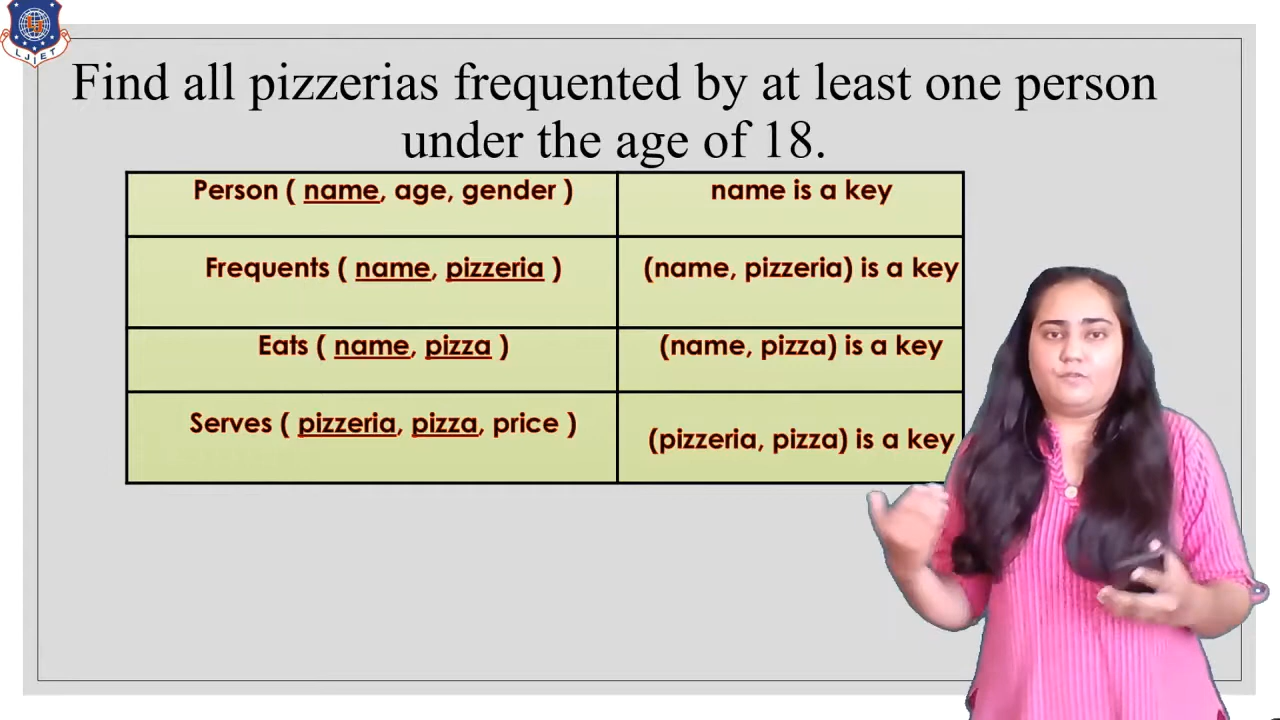 LJIET
Find all pizzerias frequented by at least one person
under the age of 18.
Person ( name, age, gender )
name is a key
Frequents ( name, pizzeria )
(name, pizzeria) is a key
Eats ( name, pizza )
(name, pizza) is a key
Serves ( pizzeria, pizza, price )
(pizzeria, pizza) is a key